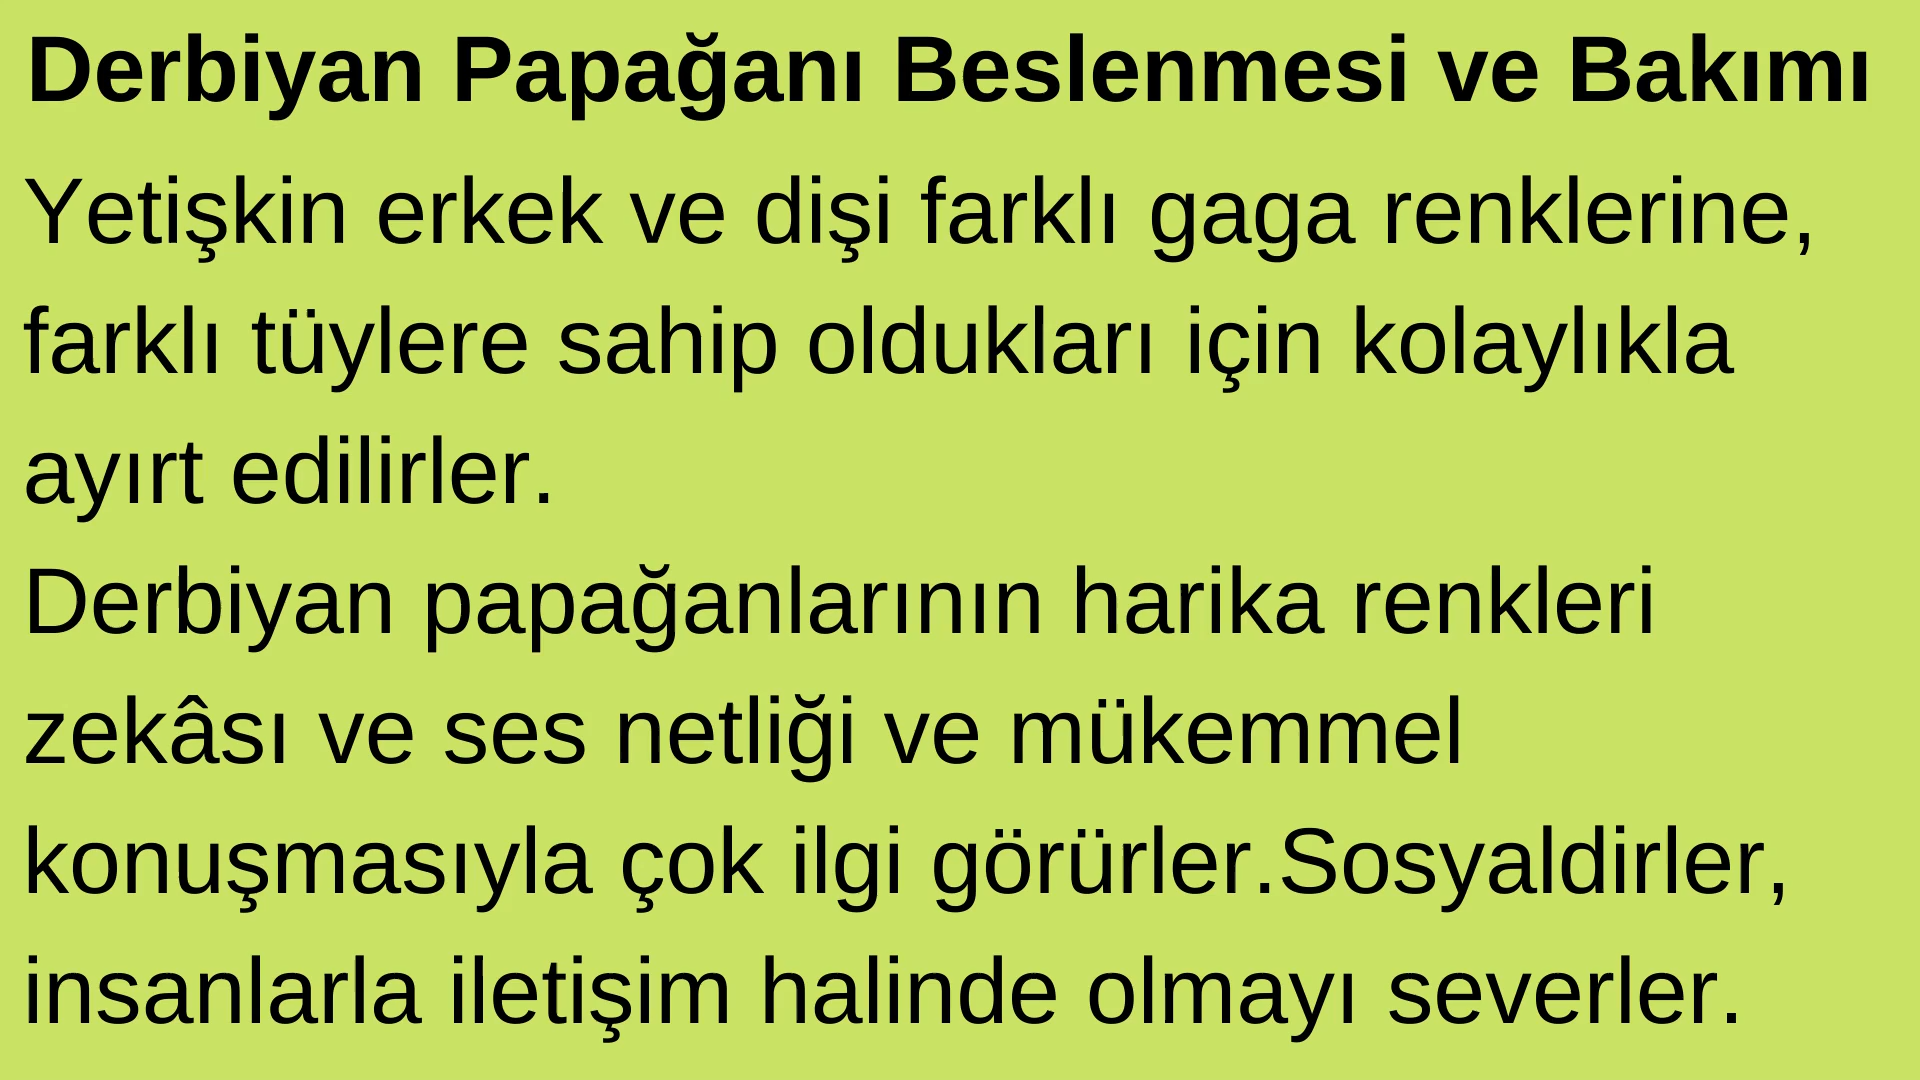 Derbiyan Papağanı Beslenmesi ve Bakımı
Yetişkin erkek ve dişi farklı gaga renklerine,
farklı tüylere sahip oldukları için kolaylıkla
ayırt edilirler.
Derbiyan papağanlarının harika renkleri
zekâsı ve ses netliği ve mükemmel
konuşmasıyla çok ilgi görürler.Sosyaldirler,
insanlarla iletişim halinde olmayı severler.